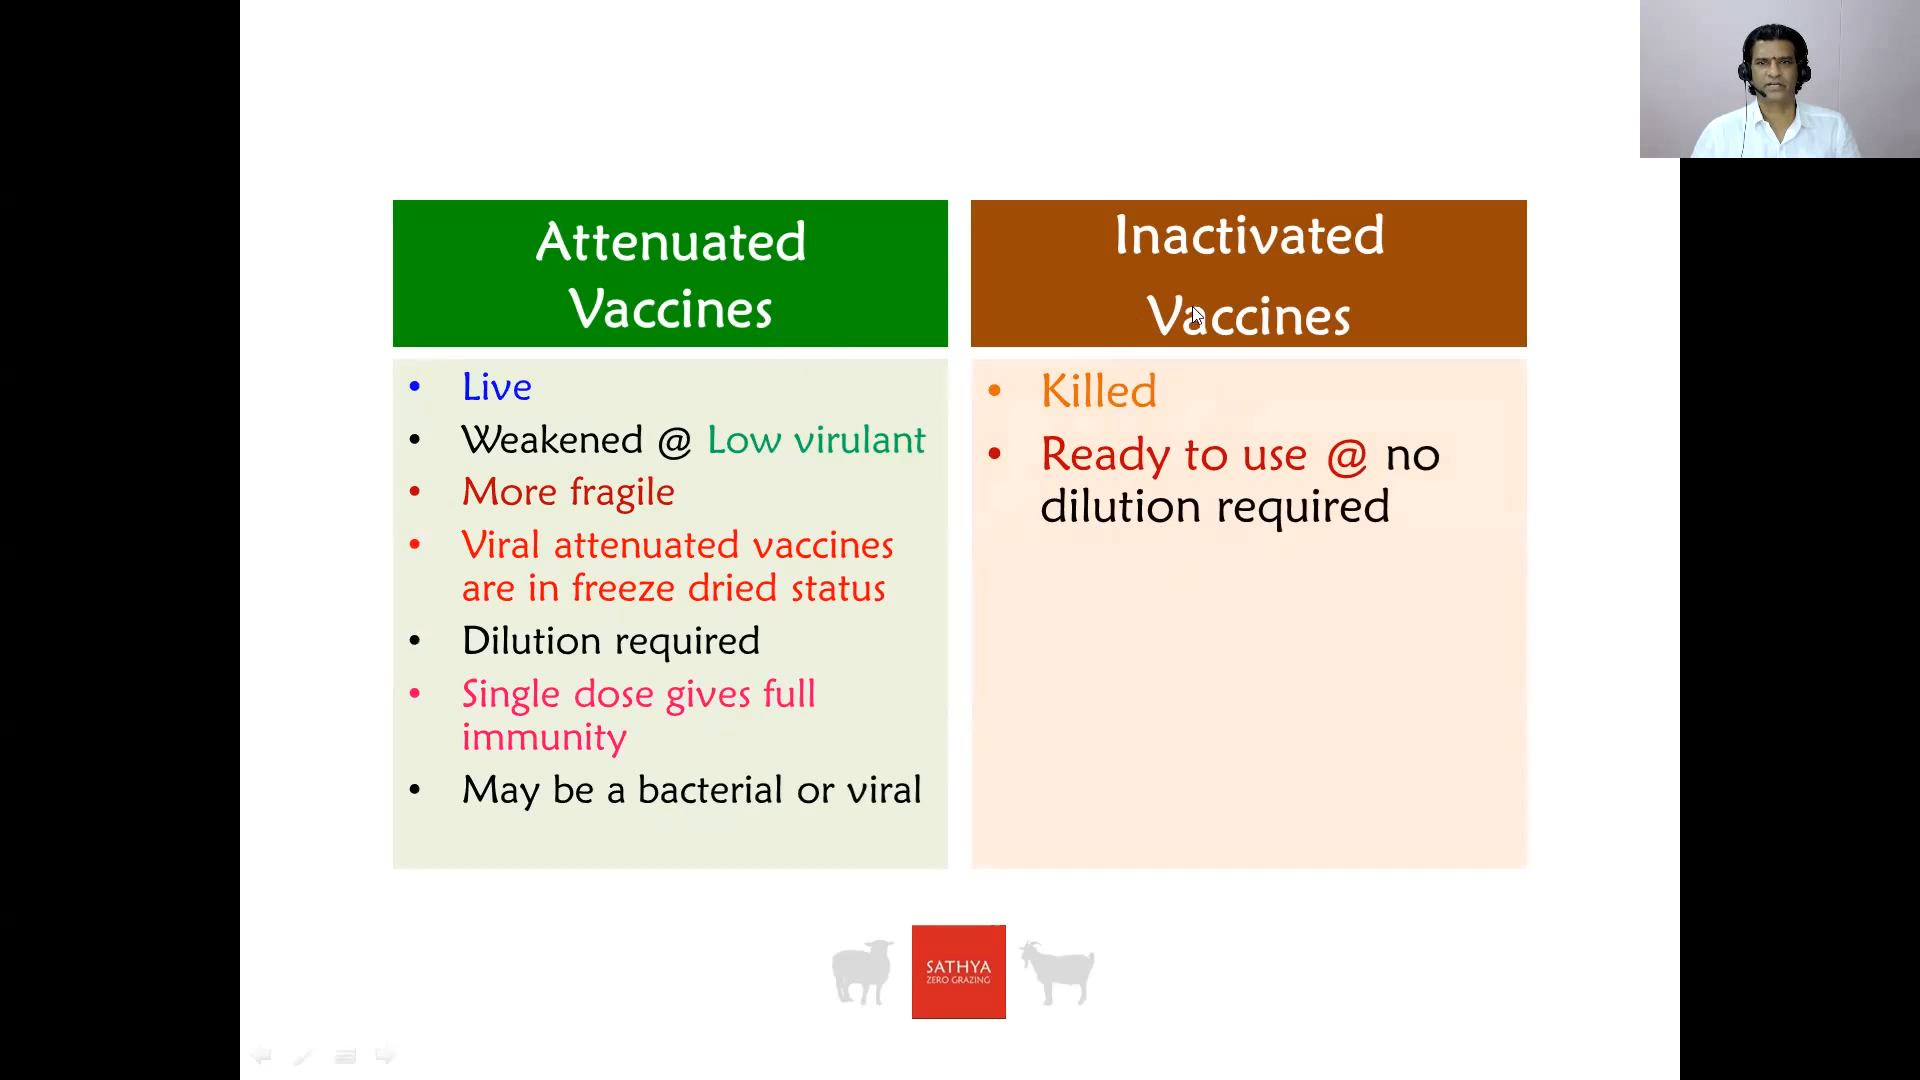 Attenuated
Vaccines
• Live
• Weakened @ Low virulant
• More fragile
• Viral attenuated vaccines
are in freeze dried status
• Dilution required
• Single dose gives full
immunity
• May be a bacterial or viral
Inactivated
Vaccines
• Killed
• Ready to use @ no
dilution required
SATHYA
ZERO GRAZING